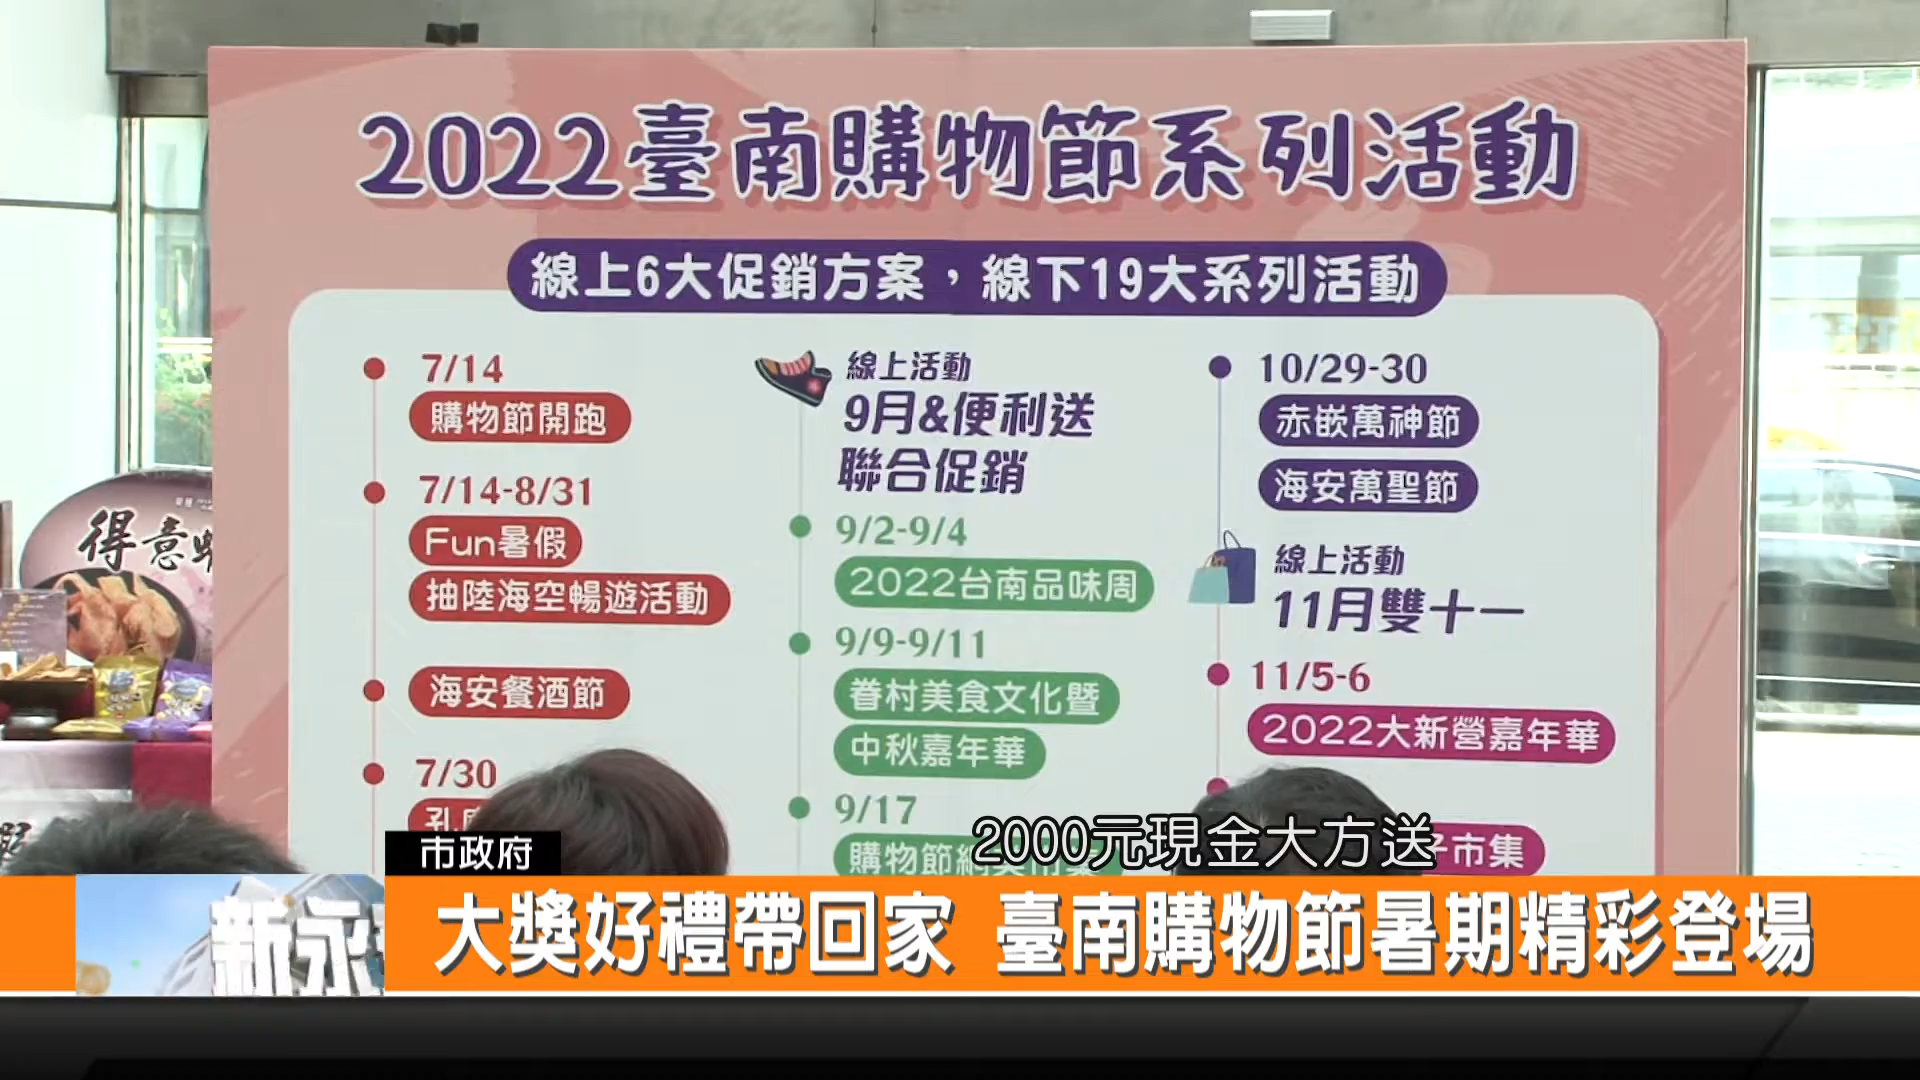 2022臺南購物節系列活動
線上6大促銷方案,線下19大系列活動
7/14
購物節開跑
7/14-8/31
Fun暑假
抽陸海空暢遊活動
海安餐酒節
7/30
線上活動
9月&便利送
聯合促銷
9/2-9/4
2022台南品味周
9/9-9/11
眷村美食文化暨
中秋嘉年華
9/17
購物節
10/29-30
赤嵌萬神節
海安萬聖節
線上活動
11月雙十一
11/5-6
2022大新營嘉年華
市集
得意
2000元現金大方送
市政府
新永
大獎好禮帶回家 臺南購物節暑期精彩登場